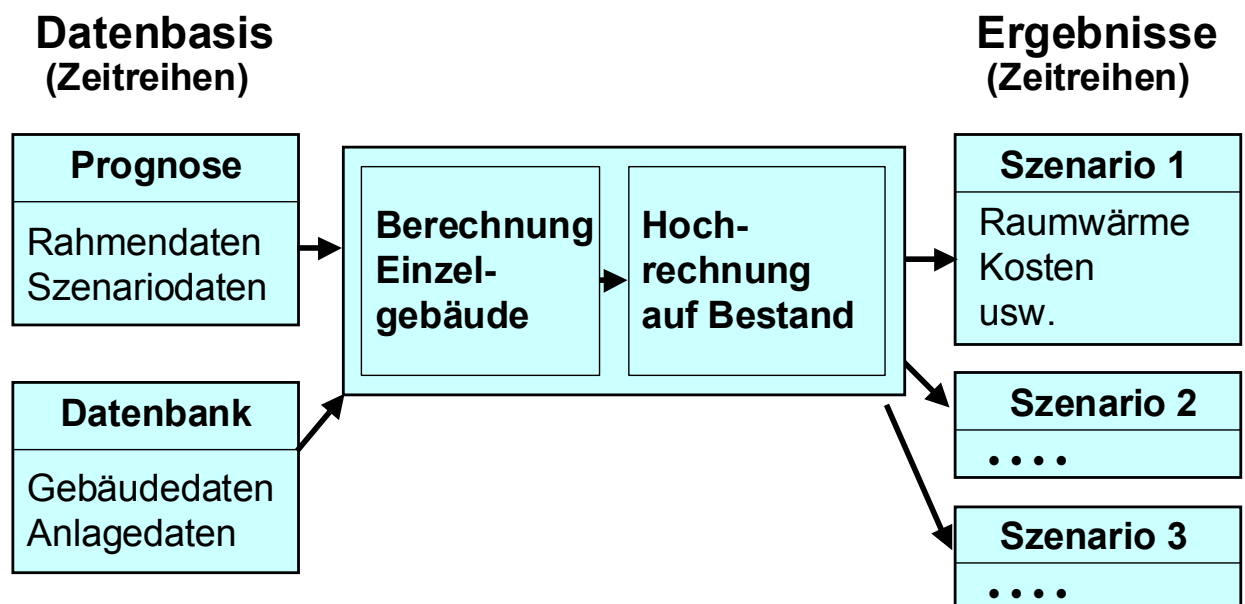 Datenbasis
(Zeitreihen)
Ergebnisse
(Zeitreihen)
Prognose
Rahmendaten
Szenariodaten
Datenbank
Gebäudedaten
Anlagedaten
Berechnung
Einzel-
gebäude
Hoch-
rechnung
auf Bestand
Szenario 1
Raumwärme
Kosten
usw.
Szenario 2
• • • •
Szenario 3
• • • •